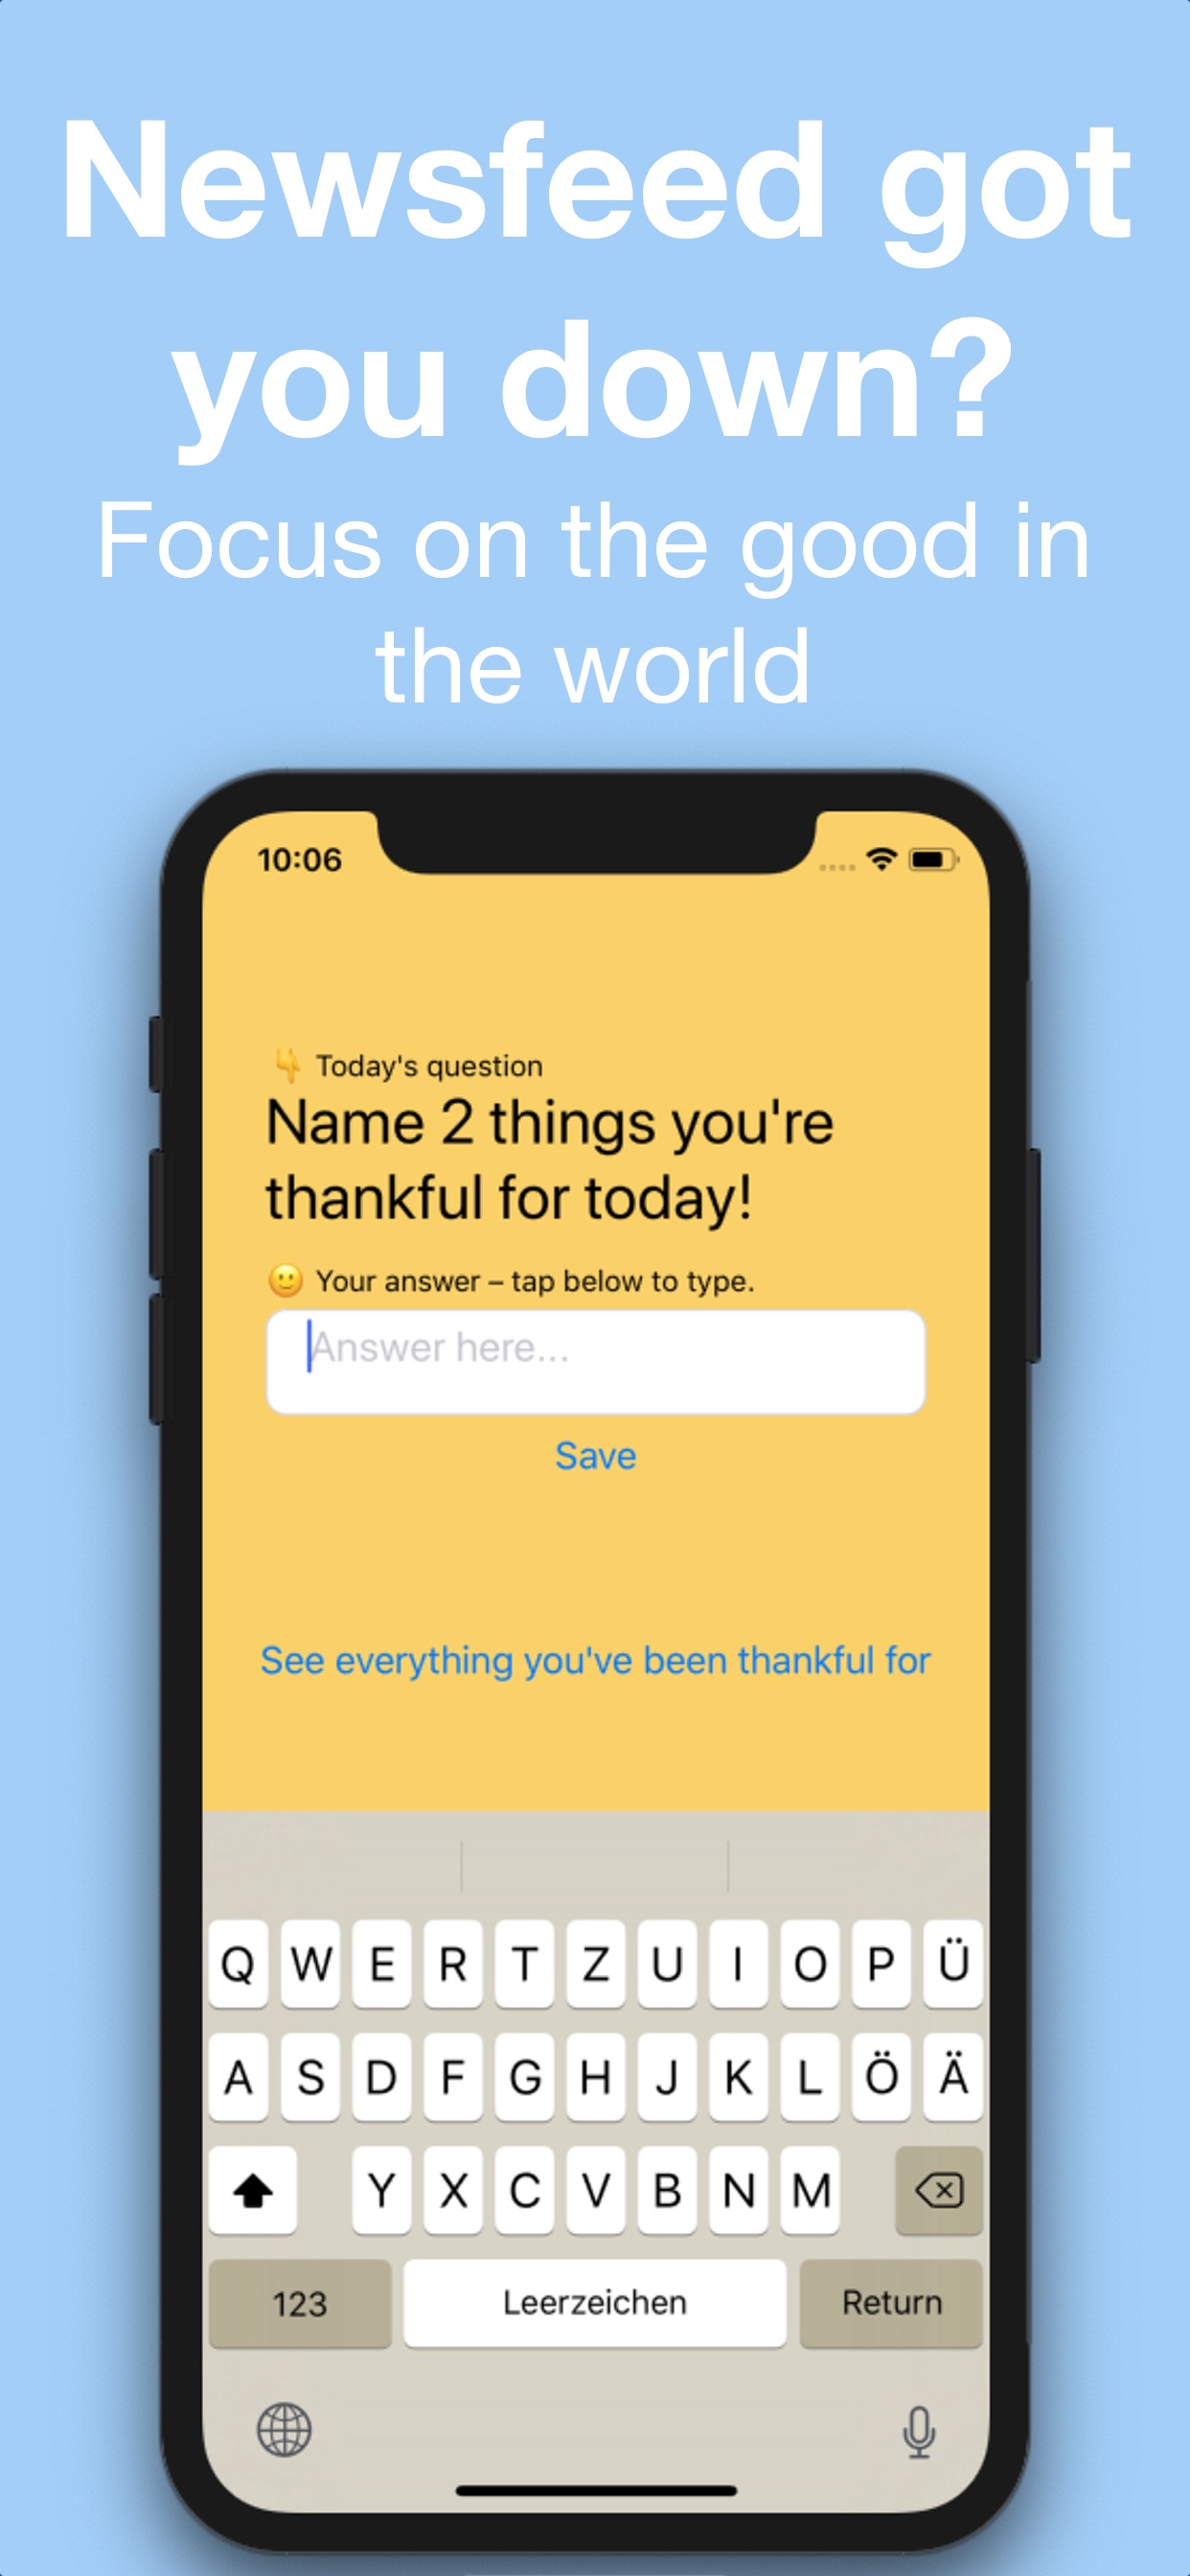 Newsfeed got
you down?
Focus on the good in
the world
10:06
👇 Today's question
Name 2 things you're
thankful for today!
🙂 Your answer – tap below to type.
Answer here...
Save
See everything you've been thankful for
Q W E R T Z U I O P Ü
A S D F G H J K L Ö Ä
Y X C V B N M
123 Leerzeichen Return